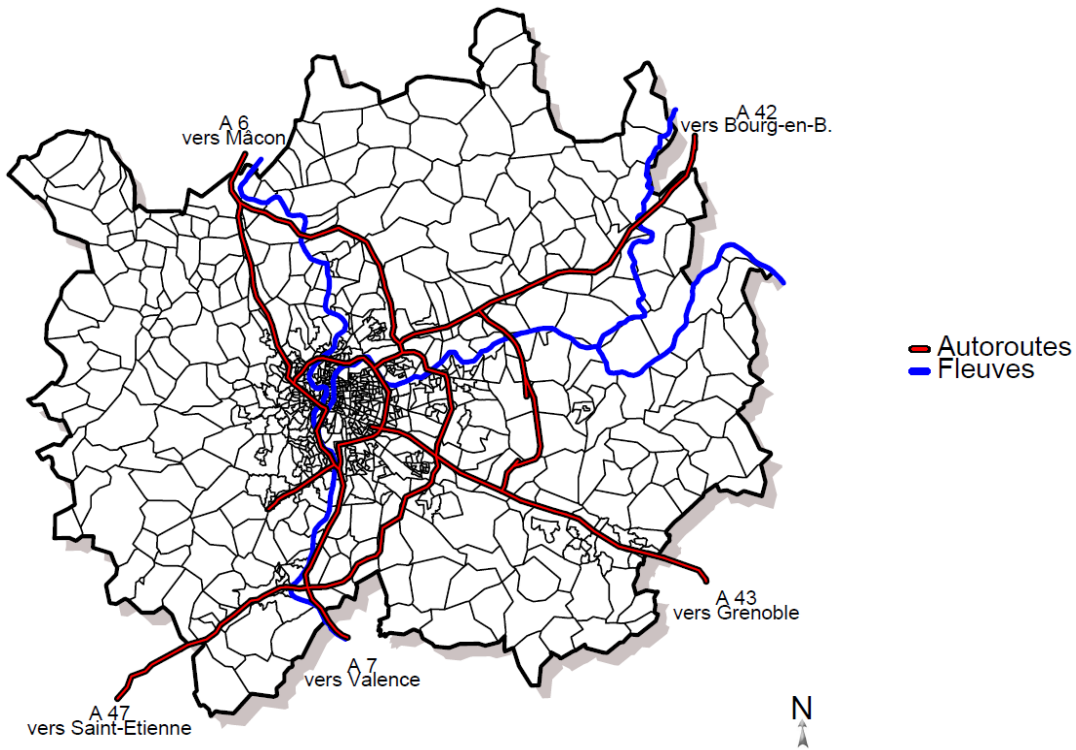 A 6
vers Mâcon
A 42
vers Bourg-en-B.
Autoroutes
Fleuves
A 43
vers Grenoble
A 7
vers Valence
A 47
vers Saint-Etienne
N